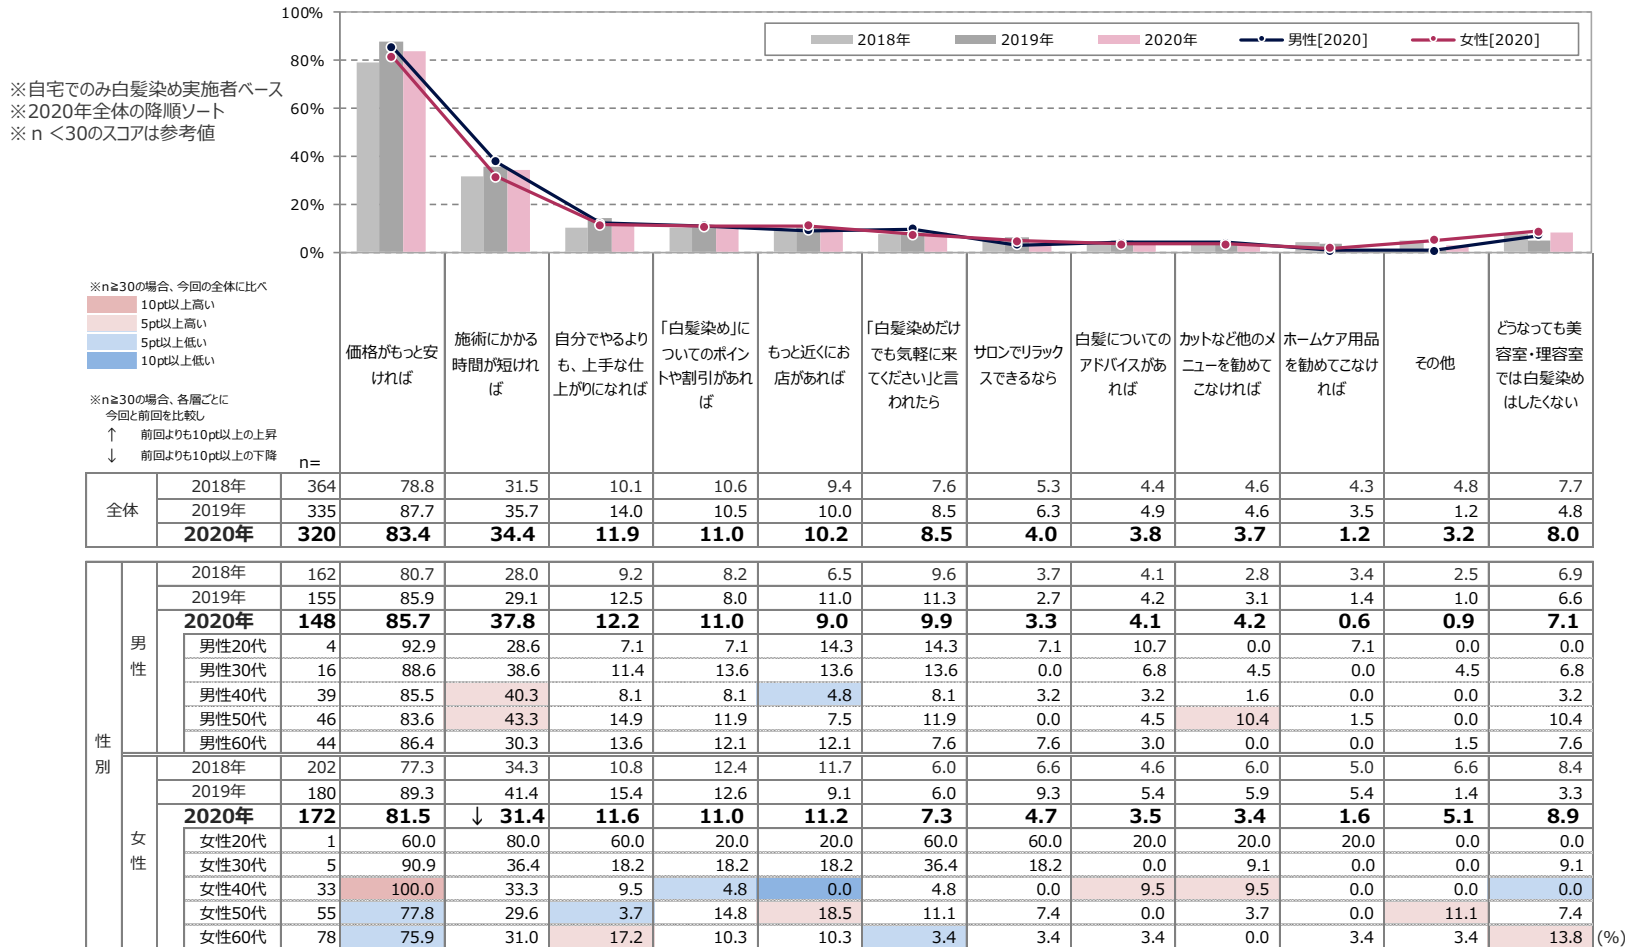 100%
80%
60%
40%
20%
0%
2018年 2019年 2020年 男性[2020] 女性[2020]
※自宅でのみ白髪染め実施者ベース
※2020年全体の降順ソート
※ n <30のスコアは参考値
※n≧30の場合、今回の全体に比べ
10pt以上高い
5pt以上高い
5pt以上低い
10pt以上低い
※n≧30の場合、各層ごとに
今回と前回を比較し
↑ 前回よりも10pt以上の上昇
↓ 前回よりも10pt以上の下降
n=
価格がもっと安
ければ
施術にかかる
時間が短けれ
ば
自分でやるより
も、上手な仕
上がりになれば
「白髪染め」に
ついてのポイン
トや割引があれ
ば
もっと近くにお
店があれば
「白髪染めだけ
でも気軽に来
てください」と言
われたら
サロンでリラック
スできるなら
白髪についての
アドバイスがあ
れば
カットなど他のメ
ニューを勧めて
こなければ
ホームケア用品
を勧めてこなけ
れば
その他
どうなっても美
容室・理容室
では白髪染め
はしたくない
全体
2018年 364 78.8 31.5 10.1 10.6 9.4 7.6 5.3 4.4 4.6 4.3 4.8 7.7
2019年 335 87.7 35.7 14.0 10.5 10.0 8.5 6.3 4.9 4.6 3.5 1.2 4.8
2020年 320 83.4 34.4 11.9 11.0 10.2 8.5 4.0 3.8 3.7 1.2 3.2 8.0
性
別
男
性
2018年 162 80.7 28.0 9.2 8.2 6.5 9.6 3.7 4.1 2.8 3.4 2.5 6.9
2019年 155 85.9 29.1 12.5 8.0 11.0 11.3 2.7 4.2 3.1 1.4 1.0 6.6
2020年 148 85.7 37.8 12.2 11.0 9.0 9.9 3.3 4.1 4.2 0.6 0.9 7.1
男性20代 4 92.9 28.6 7.1 7.1 14.3 14.3 7.1 10.7 0.0 7.1 0.0 0.0
男性30代 16 88.6 38.6 11.4 13.6 13.6 13.6 0.0 6.8 4.5 0.0 4.5 6.8
男性40代 39 85.5 40.3 8.1 8.1 4.8 8.1 3.2 3.2 1.6 0.0 0.0 3.2
男性50代 46 83.6 43.3 14.9 11.9 7.5 11.9 0.0 4.5 10.4 1.5 0.0 10.4
男性60代 44 86.4 30.3 13.6 12.1 12.1 7.6 7.6 3.0 0.0 0.0 1.5 7.6
女
性
2018年 202 77.3 34.3 10.8 12.4 11.7 6.0 6.6 4.6 6.0 5.0 6.6 8.4
2019年 180 89.3 41.4 15.4 12.6 9.1 6.0 9.3 5.4 5.9 5.4 1.4 3.3
2020年 172 81.5 ↓ 31.4 11.6 11.0 11.2 7.3 4.7 3.5 3.4 1.6 5.1 8.9
女性20代 1 60.0 80.0 60.0 20.0 20.0 60.0 60.0 20.0 20.0 20.0 0.0 0.0
女性30代 5 90.9 36.4 18.2 18.2 18.2 36.4 18.2 0.0 9.1 0.0 0.0 9.1
女性40代 33 100.0 33.3 9.5 4.8 0.0 4.8 0.0 9.5 9.5 0.0 0.0 0.0
女性50代 55 77.8 29.6 3.7 14.8 18.5 11.1 7.4 0.0 3.7 0.0 11.1 7.4
女性60代 78 75.9 31.0 17.2 10.3 10.3 3.4 3.4 3.4 0.0 3.4 3.4 13.8 (%)